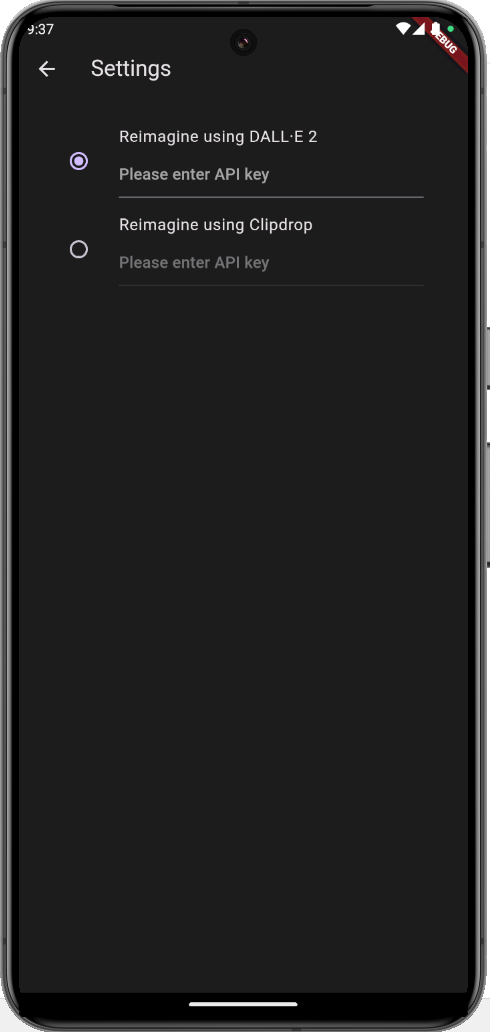 9:37
DEBUG
Settings
Reimagine using DALL·E 2
Please enter API key
Reimagine using Clipdrop
Please enter API key